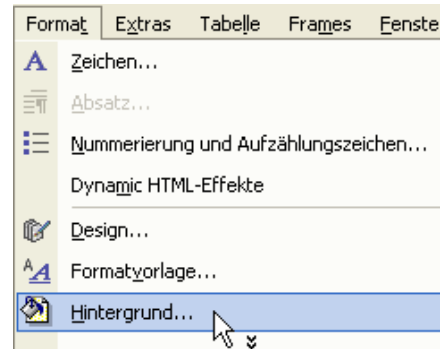 Format Extras Tabelle Frames Fenste
Zeichen...
Absatz...
Nummerierung und Aufzählungszeichen...
Dynamic HTML-Effekte
Design...
Formatvorlage...
Hintergrund...